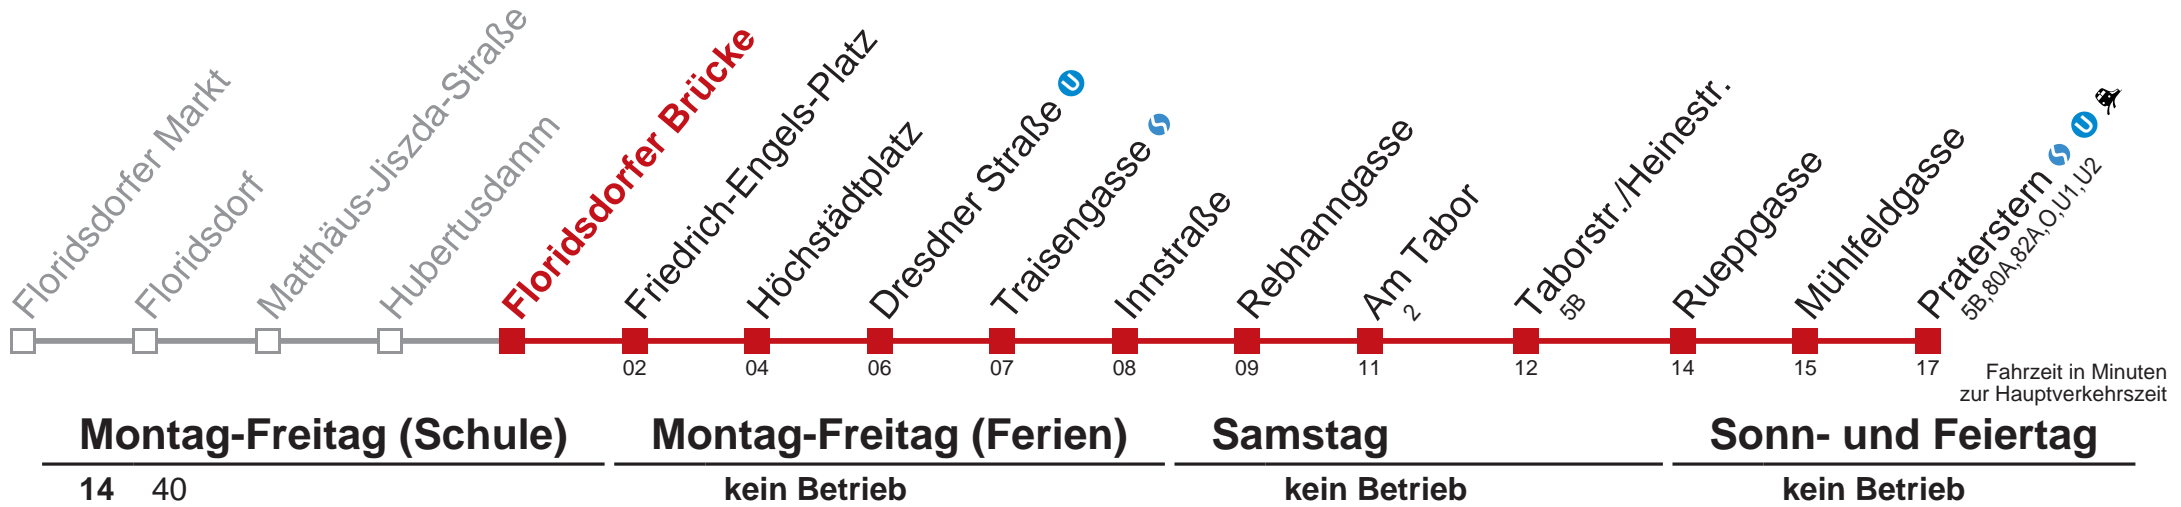 Floridsdorfer Markt
Floridsdorf
Matthäus-Jiszda-Straße
Hubertusdamm
Floridsdorfer Brücke
Friedrich-Engels-Platz
Höchstädtplatz
Dresdner Straße U
Traisengasse S
Innstraße
Rebhanngasse
Am Tabor
2
Taborstr./Heinestr.
5B
Rueppgasse
Mühlfeldgasse
Praterstern S U
5B,80A,82A,O,U1,U2
02 04 06 07 08 09 11 12 14 15 17
Fahrzeit in Minuten
zur Hauptverkehrszeit
Montag-Freitag (Schule) Montag-Freitag (Ferien) Samstag Sonn- und Feiertag
14 40 kein Betrieb kein Betrieb kein Betrieb